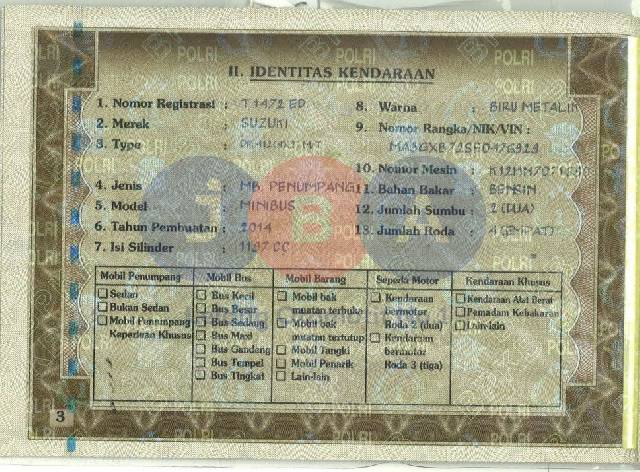 II. IDENTITAS KENDARAAN
1. Nomor Registrasi : T 1472 ED
2. Merek : SUZUKI
3. Type :
4. Jenis : MB. PENUMPANG
5. Model : MINIBUS
6. Tahun Pembuatan : 2014
7. Isi Silinder : 1197 CC
8. Warna : BIRU METALIK
9. Nomor Rangka/NIK/VIN :
10. Nomor Mesin :
11. Bahan Bakar : BENSIN
12. Jumlah Sumbu : 2 (DUA)
13. Jumlah Roda : 4 (EMPAT)
Mobil Penumpang
Sedan
Bukan Sedan
Mobil Penumpang
Keperluan Khusus
Mobil Bus
Bus Kecil
Bus Besar
Bus Sedang
Bus Maxi
Bus Gandeng
Bus Tempel
Bus Tingkat
Mobil Barang
Mobil bak
muatan terbuka
Mobil bak
muatan tertutup
Mobil Tangki
Mobil Penarik
Lain-lain
Sepeda Motor
Kendaraan
bermotor
Roda 2 (dua)
Kendaraan
bermotor
Roda 3 (tiga)
Kendaraan Khusus
Kendaraan Alat Berat
Pemadam Kebakaran
Lain-lain
3
POLRI
jBA